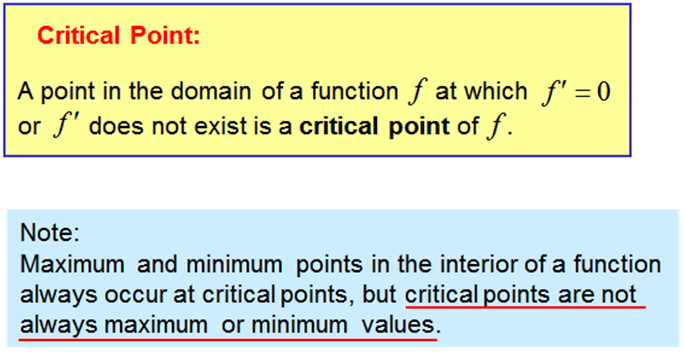 Critical Point:
A point in the domain of a function f at which f′ = 0
or f′ does not exist is a critical point of f.
Note:
Maximum and minimum points in the interior of a function
always occur at critical points, but critical points are not
always maximum or minimum values.